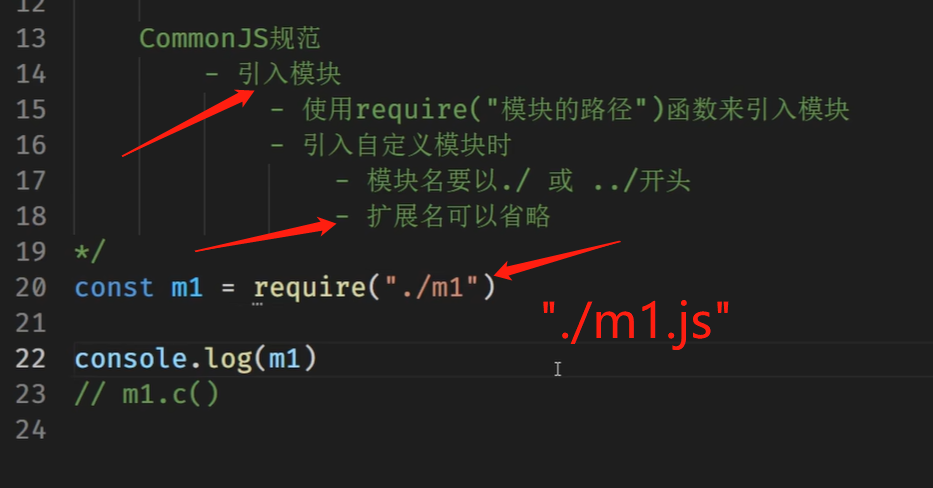 12
13 CommonJS规范
14 - 引入模块
15 - 使用require("模块的路径")函数来引入模块
16 - 引入自定义模块时
17 - 模块名要以./ 或 ../开头
18 - 扩展名可以省略
19 */
20 const m1 = require("./m1")
"./m1.js"
21
22 console.log(m1)
23 // m1.c()
24